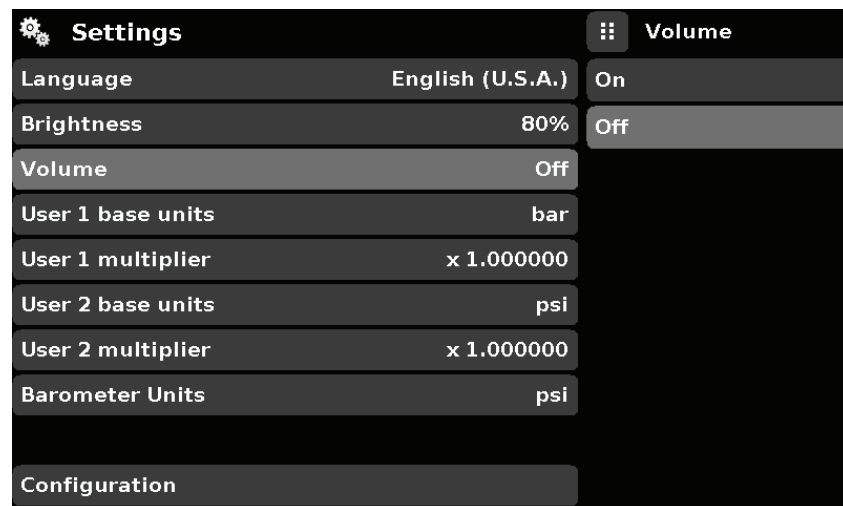 Settings
Language English (U.S.A.)
Brightness 80%
Volume Off
User 1 base units bar
User 1 multiplier x 1.000000
User 2 base units psi
User 2 multiplier x 1.000000
Barometer Units psi
Configuration
Volume
On
Off